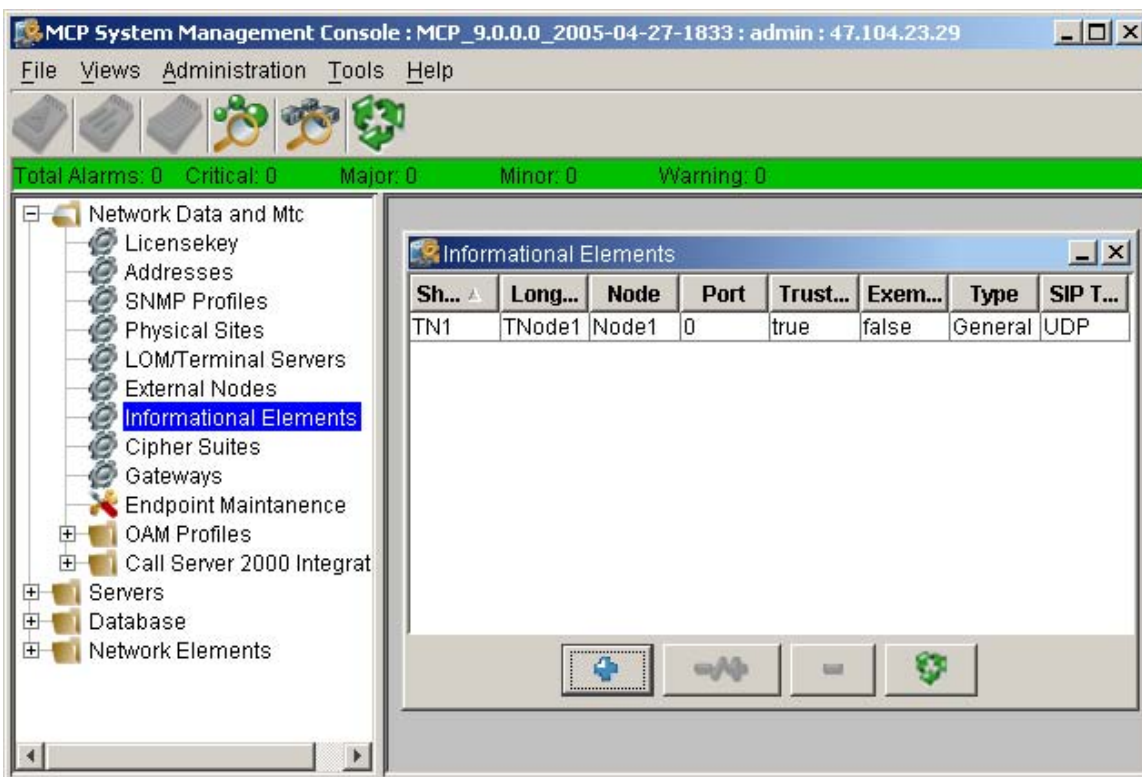 MCP System Management Console : MCP_9.0.0.0_2005-04-27-1833 : admin : 47.104.23.29
File Views Administration Tools Help
Total Alarms: 0 Critical: 0 Major: 0 Minor: 0 Warning: 0
Network Data and Mtc
Licensekey
Addresses
SNMP Profiles
Physical Sites
LOM/Terminal Servers
External Nodes
Informational Elements
Cipher Suites
Gateways
Endpoint Maintanence
OAM Profiles
Call Server 2000 Integrat
Servers
Database
Network Elements
Informational Elements
Sh... Long... Node Port Trust... Exem... Type SIP T...
TN1 TNode1 Node1 0 true false General UDP